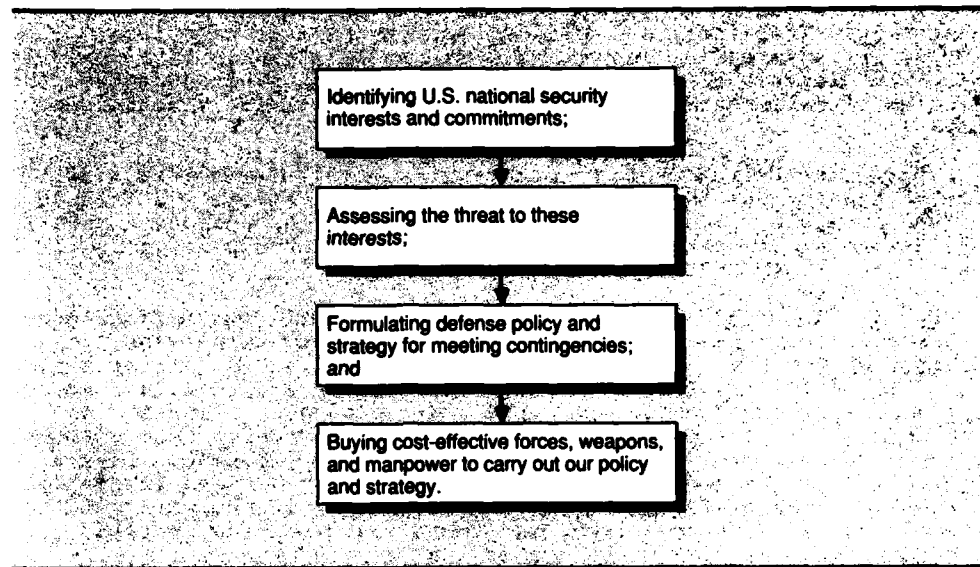 Identifying U.S. national security
interests and commitments;
Assessing the threat to these
interests;
Formulating defense policy and
strategy for meeting contingencies;
and
Buying cost-effective forces, weapons,
and manpower to carry out our policy
and strategy.